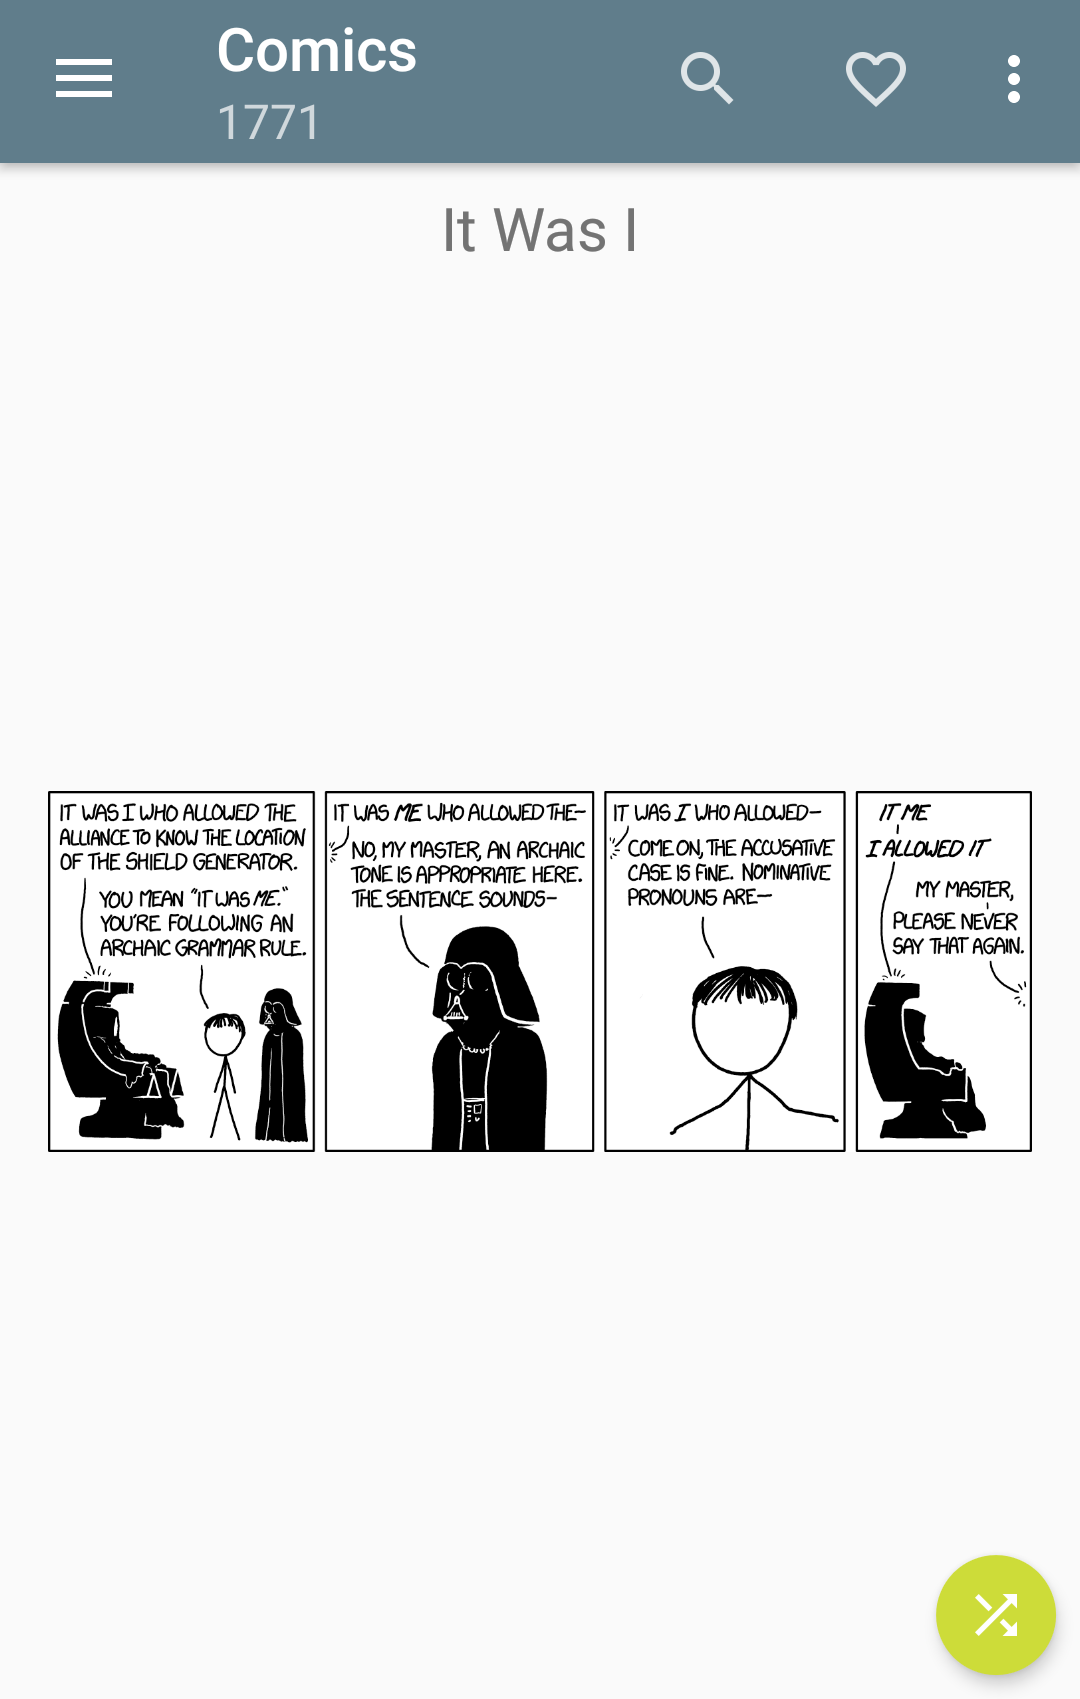 Comics
1771
It Was I
IT WAS I WHO ALLOWED THE
ALLIANCE TO KNOW THE LOCATION
OF THE SHIELD GENERATOR.
YOU MEAN "IT WAS ME."
YOU'RE FOLLOWING AN
ARCHAIC GRAMMAR RULE.
IT WAS ME WHO ALLOWED THE—
NO, MY MASTER, AN ARCHAIC
TONE IS APPROPRIATE HERE.
THE SENTENCE SOUNDS—
IT WAS I WHO ALLOWED—
COME ON, THE ACCUSATIVE
CASE IS FINE. NOMINATIVE
PRONOUNS ARE—
IT ME
I ALLOWED IT
MY MASTER,
PLEASE NEVER
SAY THAT AGAIN.